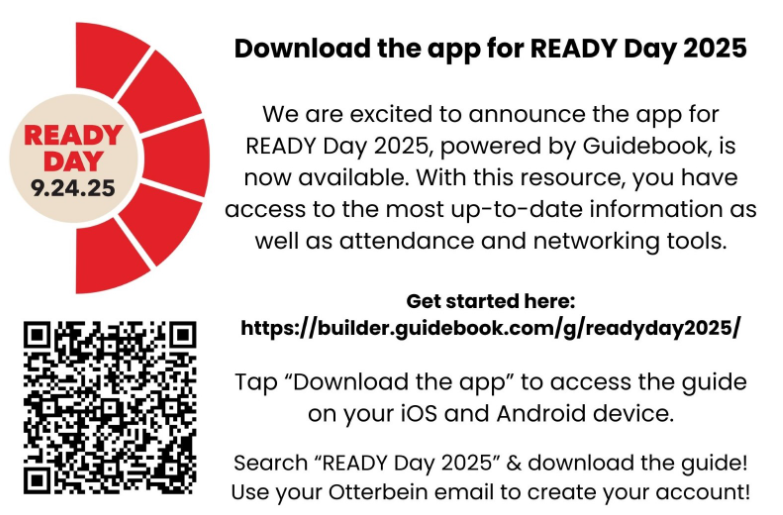 READY
DAY
9.24.25
Download the app for READY Day 2025
We are excited to announce the app for
READY Day 2025, powered by Guidebook, is
now available. With this resource, you have
access to the most up-to-date information as
well as attendance and networking tools.
Get started here:
https://builder.guidebook.com/g/readyday2025/
Tap “Download the app” to access the guide
on your iOS and Android device.
Search “READY Day 2025” & download the guide!
Use your Otterbein email to create your account!